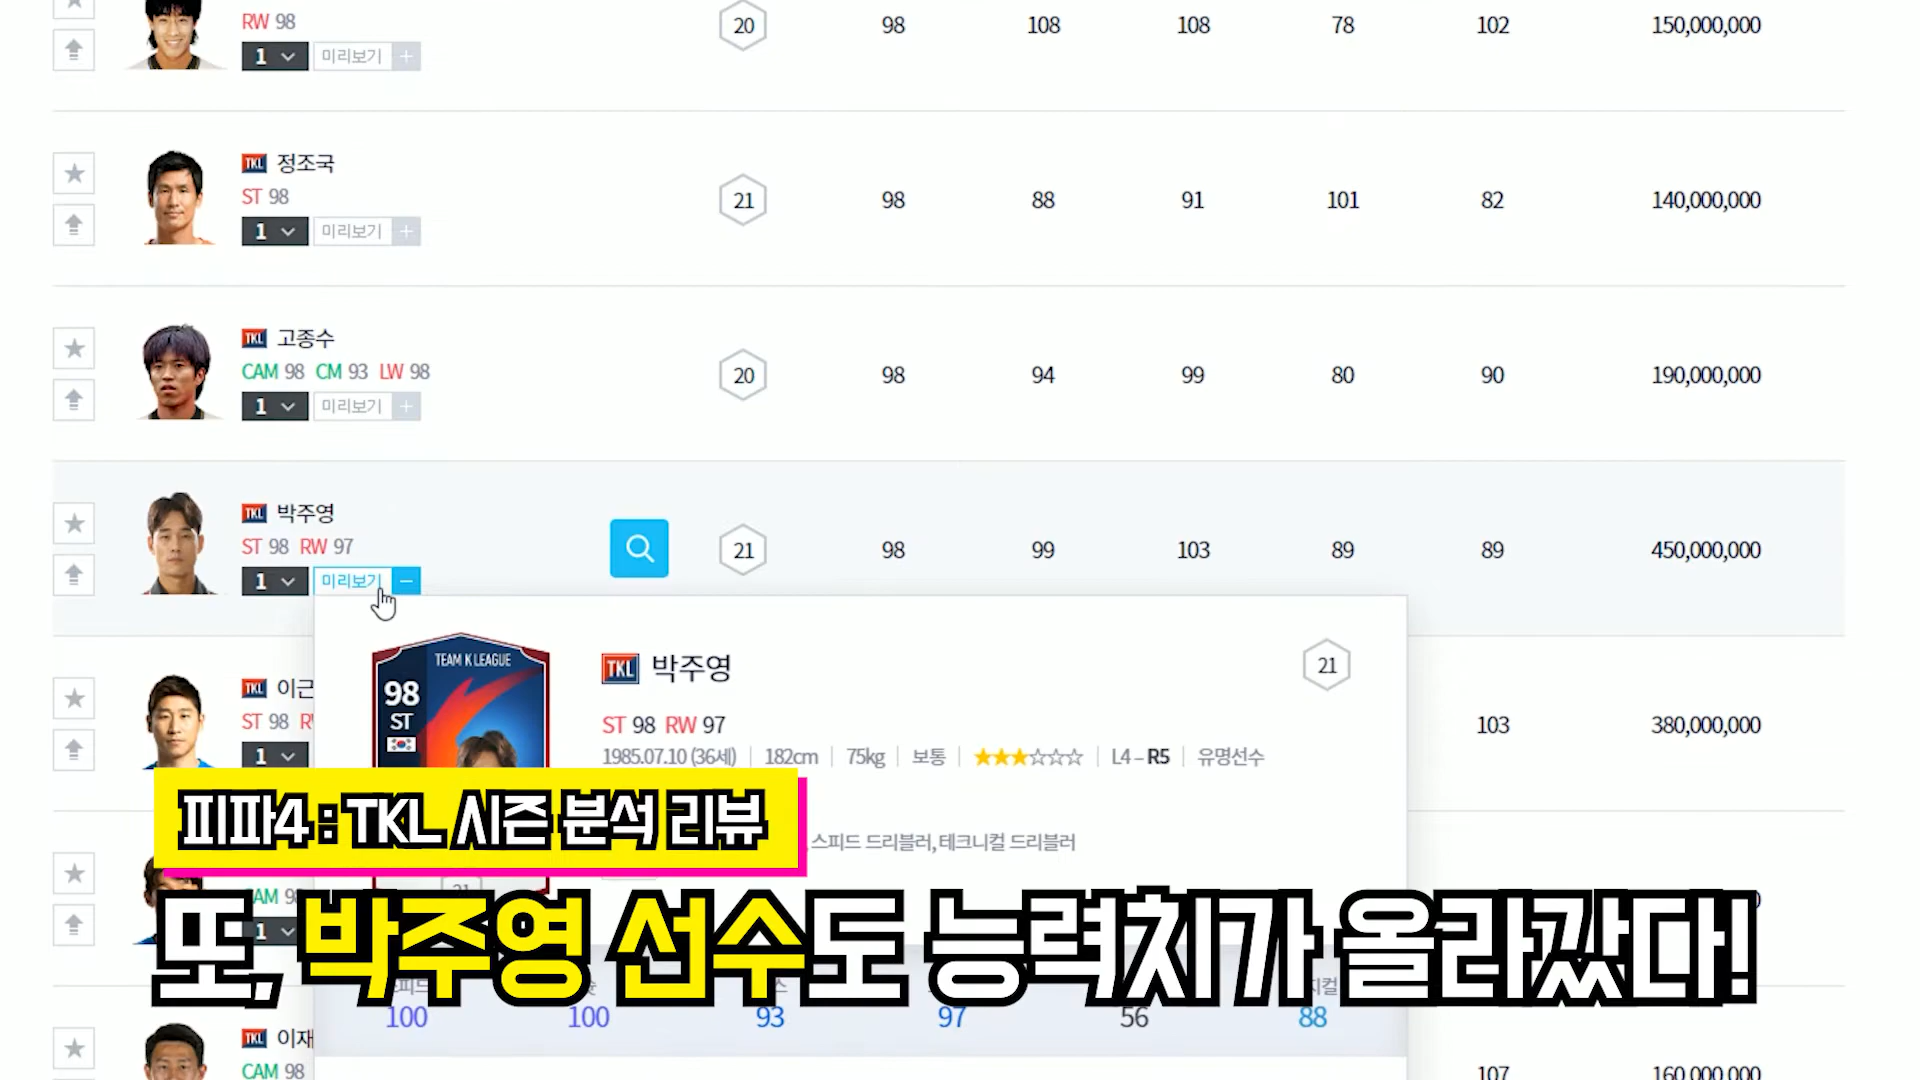 RW 98
1 미리보기
20 98 108 108 78 102 150,000,000
TKL 정조국
ST 98
1 미리보기
21 98 88 91 101 82 140,000,000
TKL 고종수
CAM 98 CM 93 LW 98
1 미리보기
20 98 94 99 80 90 190,000,000
TKL 박주영
ST 98 RW 97
1 미리보기
21 98 99 103 89 89 450,000,000
TEAM K LEAGUE
98
ST
TKL 박주영
21
ST 98 RW 97
1985.07.10 (36세) 182cm 75kg 보통 L4 – R5 유명선수
스피드 드리블러, 테크니컬 드리블러
TKL 이근
ST 98
1
103 380,000,000
피파4 : TKL 시즌 분석 리뷰
또, 박주영 선수도 능력치가 올라갔다!
1
100 100 93 97 56 88
TKL 이재
CAM 98
107 160,000,000